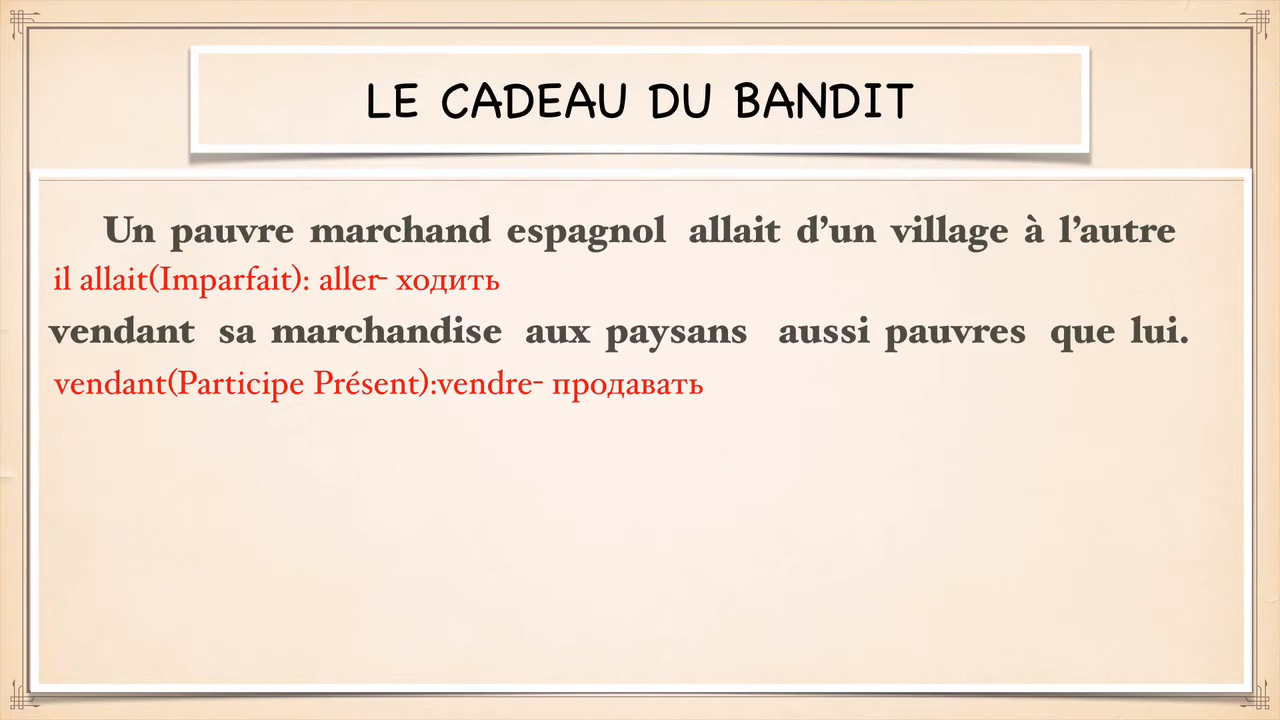 LE CADEAU DU BANDIT
Un pauvre marchand espagnol allait d’un village à l’autre
il allait(Imparfait): aller- ходить
vendant sa marchandise aux paysans aussi pauvres que lui.
vendant(Participe Présent):vendre- продавать